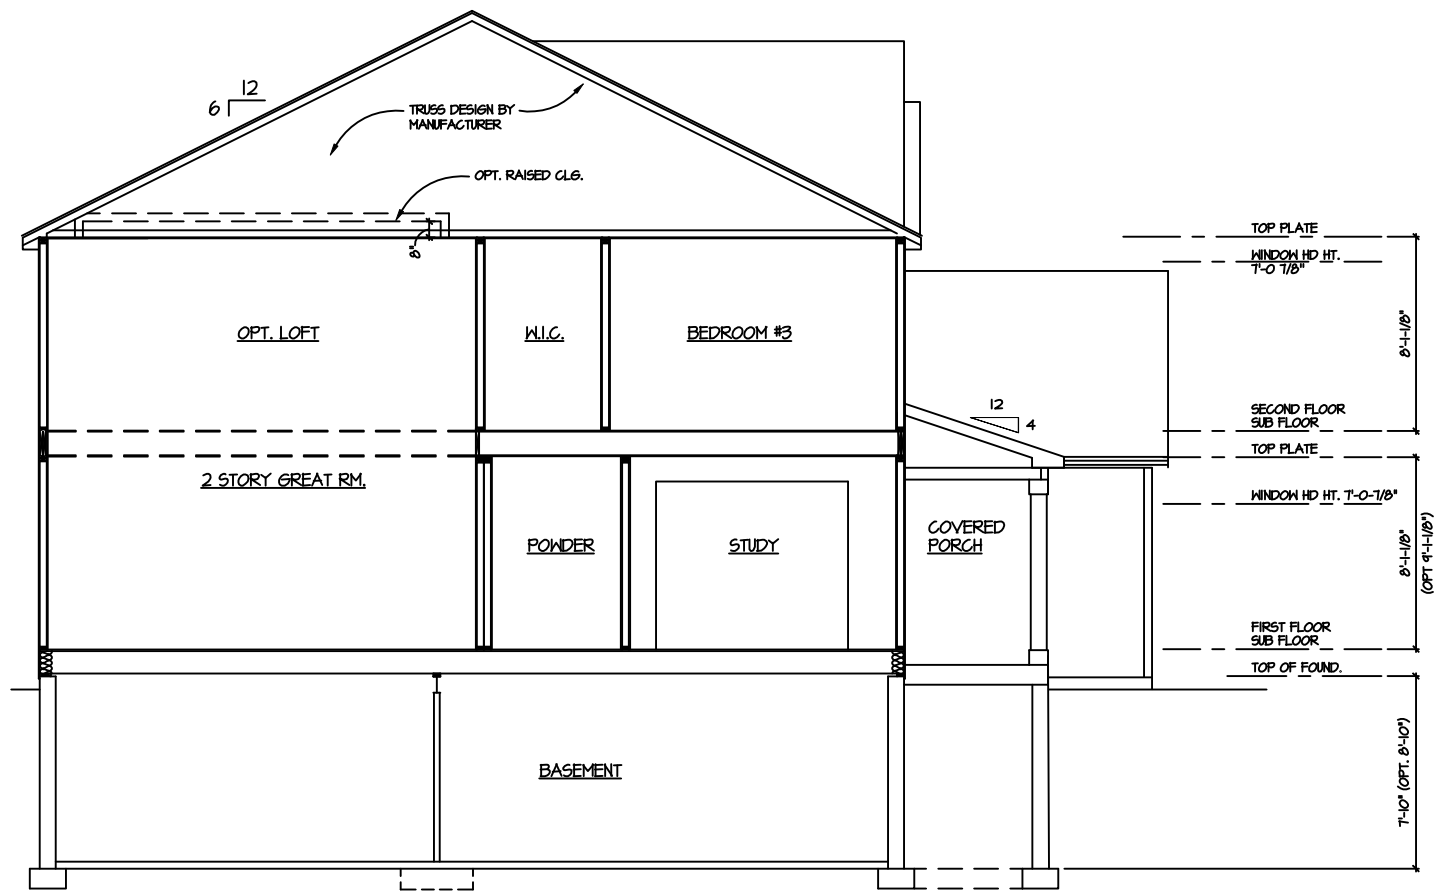 12
6
TRUSS DESIGN BY
MANUFACTURER
OPT. RAISED CLG.
8"
TOP PLATE
WINDOW HD HT.
7'-0 7/8"
OPT. LOFT
W.I.C.
BEDROOM #3
8'-1-1/8"
12
4
SECOND FLOOR
SUB FLOOR
TOP PLATE
2 STORY GREAT RM.
WINDOW HD HT. 7'-0-7/8"
POWDER
STUDY
COVERED
PORCH
8'-1-1/8"
(OPT 9'-1-1/8")
FIRST FLOOR
SUB FLOOR
TOP OF FOUND.
BASEMENT
7'-10" (OPT. 8'-10")